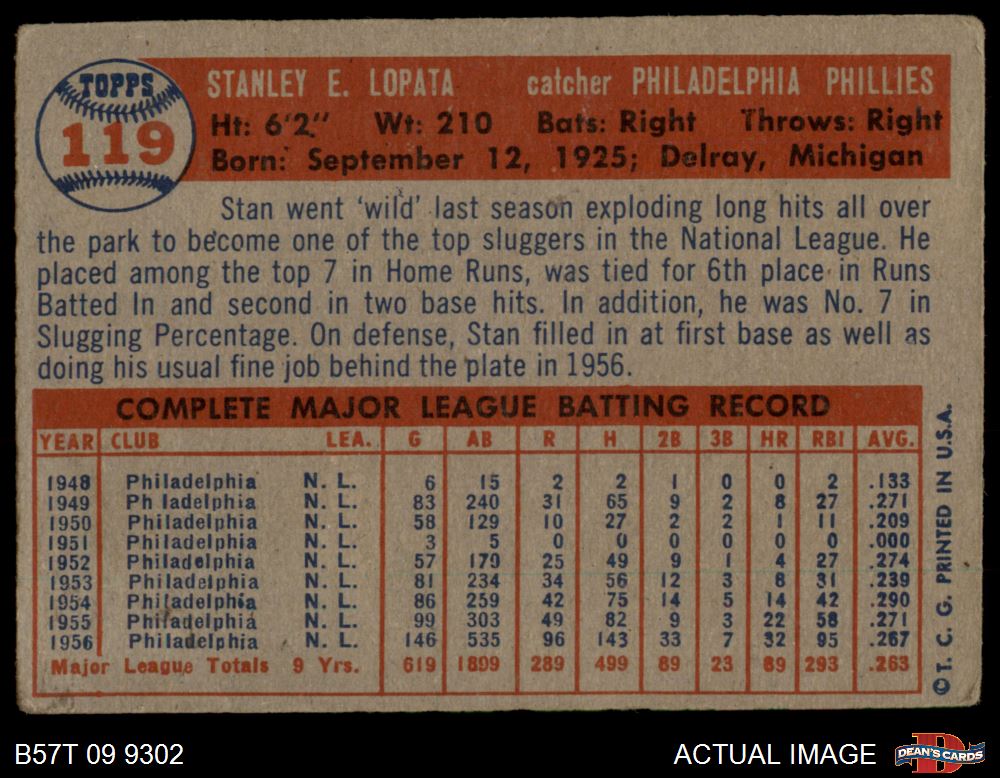 TOPPS
119
STANLEY E. LOPATA catcher PHILADELPHIA PHILLIES
Ht: 6'2" Wt: 210 Bats: Right Throws: Right
Born: September 12, 1925; Delray, Michigan
Stan went 'wild' last season exploding long hits all over
the park to become one of the top sluggers in the National League. He
placed among the top 7 in Home Runs, was tied for 6th place in Runs
Batted In and second in two base hits. In addition, he was No. 7 in
Slugging Percentage. On defense, Stan filled in at first base as well as
doing his usual fine job behind the plate in 1956.
COMPLETE MAJOR LEAGUE BATTING RECORD
YEAR CLUB LEA. G AB R H 2B 3B HR RBI AVG.
1948 Philadelphia N. L. 6 15 2 2 1 0 0 2 .133
1949 Ph ladelphia N. L. 83 240 31 65 9 2 8 27 .271
1950 Philadelphia N. L. 58 129 10 27 2 2 1 11 .209
1951 Philadelphia N. L. 3 5 0 0 0 0 0 0 .000
1952 Philadelphia N. L. 57 179 25 49 9 1 4 27 .274
1953 Philadelphia N. L. 81 234 34 56 12 3 8 31 .239
1954 Philadelphia N. L. 86 259 42 75 14 5 14 42 .290
1955 Philadelphia N. L. 99 303 49 82 9 3 22 58 .271
1956 Philadelphia N. L. 146 535 96 143 33 7 32 95 .267
Major League Totals 9 Yrs. 619 1899 289 499 89 23 89 293 .263
©T. C. G. PRINTED IN U.S.A.
B57T 09 9302
ACTUAL IMAGE
DEAN'S CARDS